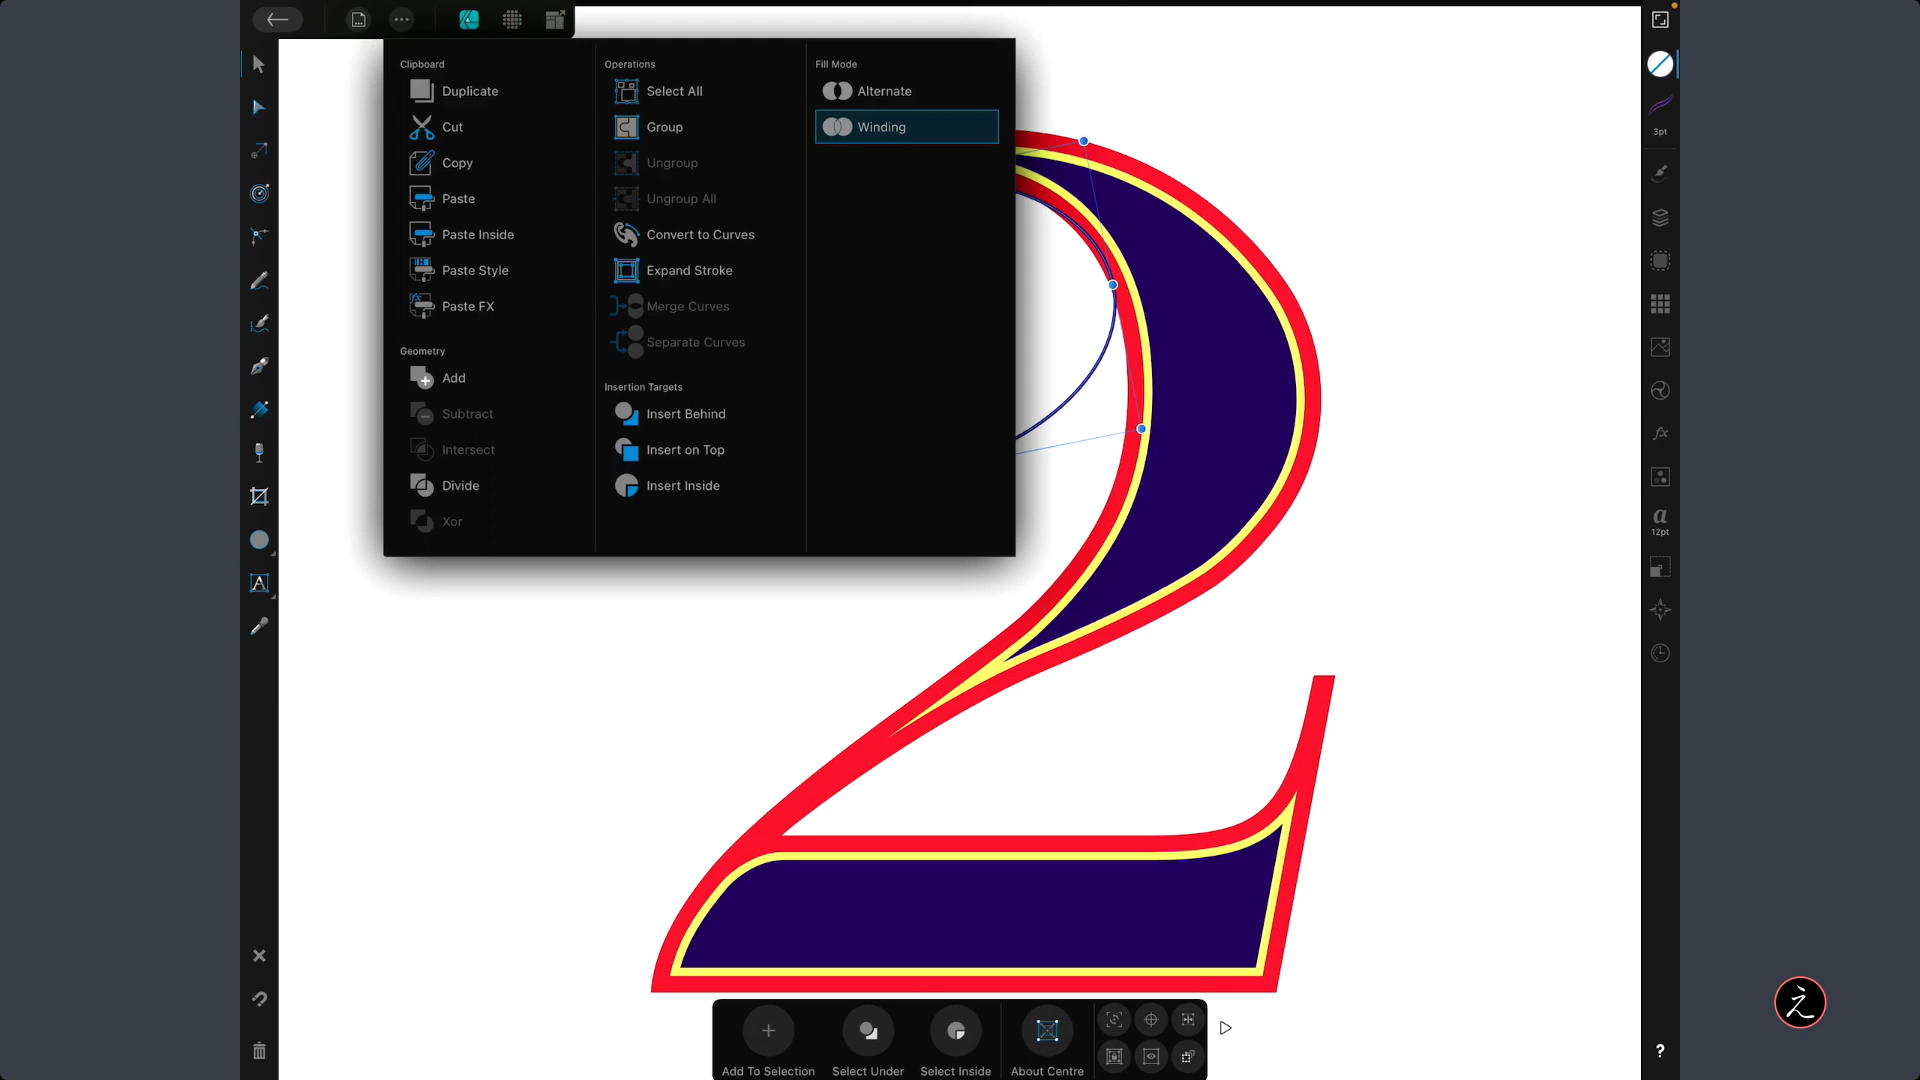 Clipboard
Duplicate
Cut
Copy
Paste
Paste Inside
Paste Style
Paste FX
Geometry
Add
Subtract
Intersect
Divide
Xor
Operations
Select All
Group
Ungroup
Ungroup All
Convert to Curves
Expand Stroke
Merge Curves
Separate Curves
Insertion Targets
Insert Behind
Insert on Top
Insert Inside
Fill Mode
Alternate
Winding
3pt
fx
a
12pt
A
2
Add To Selection
Select Under
Select Inside
About Centre
?
之